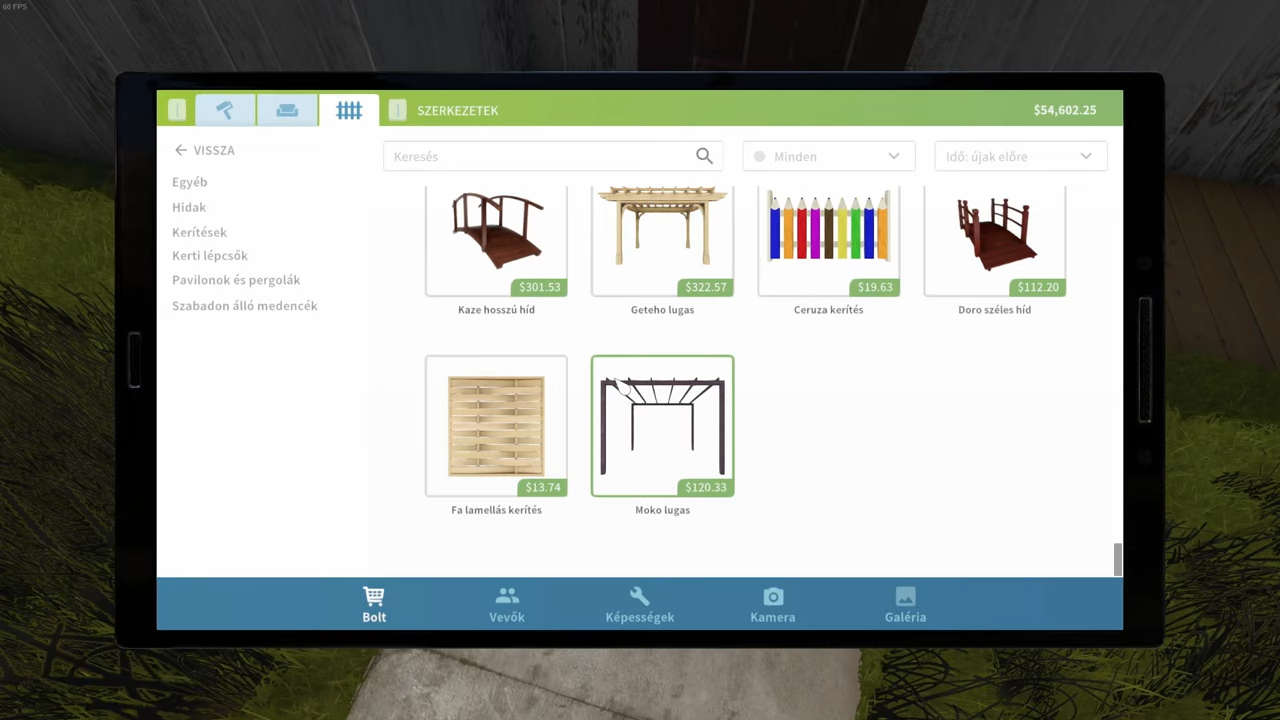 60 FPS
SZERKEZETEK
$54,602.25
VISSZA
Keresés
Minden
Idő: újak előre
Egyéb
Hidak
Kerítések
Kerti lépcsők
Pavilonok és pergolák
Szabadon álló medencék
$301.53
$322.57
$19.63
$112.20
Kaze hosszú híd
Geteho lugas
Ceruza kerítés
Doro széles híd
$13.74
$120.33
Fa lamellás kerítés
Moko lugas
Bolt
Vevők
Képességek
Kamera
Galéria